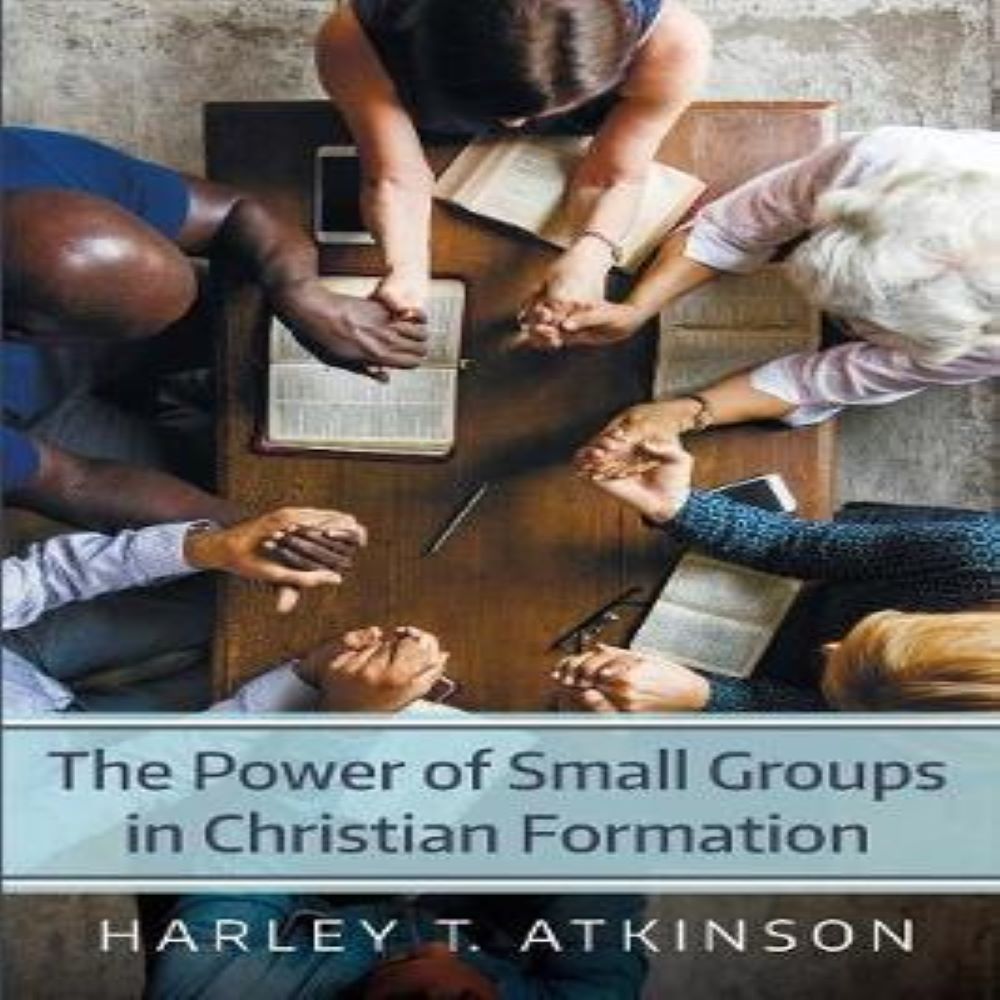 The Power of Small Groups
in Christian Formation
HARLEY T. ATKINSON